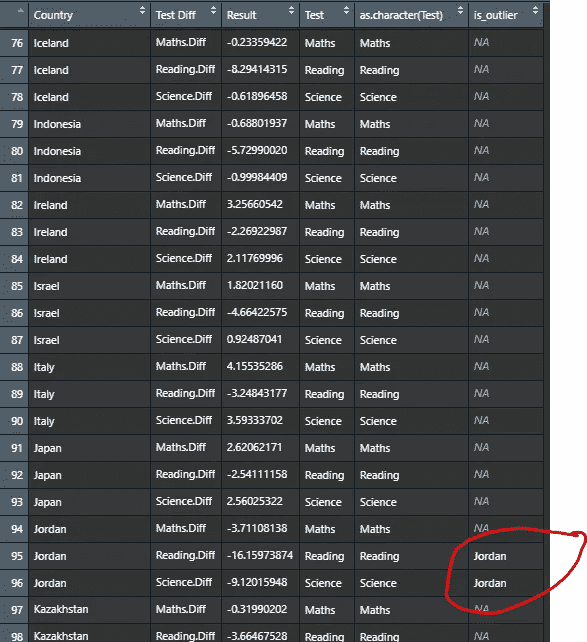 Country Test Diff Result Test as.character(Test) is_outlier
76 Iceland Maths.Diff -0.23359422 Maths Maths NA
77 Iceland Reading.Diff -8.29414315 Reading Reading NA
78 Iceland Science.Diff -0.61896458 Science Science NA
79 Indonesia Maths.Diff -0.68801937 Maths Maths NA
80 Indonesia Reading.Diff -5.72990020 Reading Reading NA
81 Indonesia Science.Diff -0.99984409 Science Science NA
82 Ireland Maths.Diff 3.25660542 Maths Maths NA
83 Ireland Reading.Diff -2.26922987 Reading Reading NA
84 Ireland Science.Diff 2.11769996 Science Science NA
85 Israel Maths.Diff 1.82021160 Maths Maths NA
86 Israel Reading.Diff -4.66422575 Reading Reading NA
87 Israel Science.Diff 0.92487041 Science Science NA
88 Italy Maths.Diff 4.15535286 Maths Maths NA
89 Italy Reading.Diff -3.24843177 Reading Reading NA
90 Italy Science.Diff 3.59333702 Science Science NA
91 Japan Maths.Diff 2.62062171 Maths Maths NA
92 Japan Reading.Diff -2.54111158 Reading Reading NA
93 Japan Science.Diff 2.56025322 Science Science NA
94 Jordan Maths.Diff -3.71108138 Maths Maths NA
95 Jordan Reading.Diff -16.15973874 Reading Reading Jordan
96 Jordan Science.Diff -9.12015948 Science Science Jordan
97 Kazakhstan Maths.Diff -0.31990202 Maths Maths NA
98 Kazakhstan Reading.Diff -3.66467528 Reading Reading NA